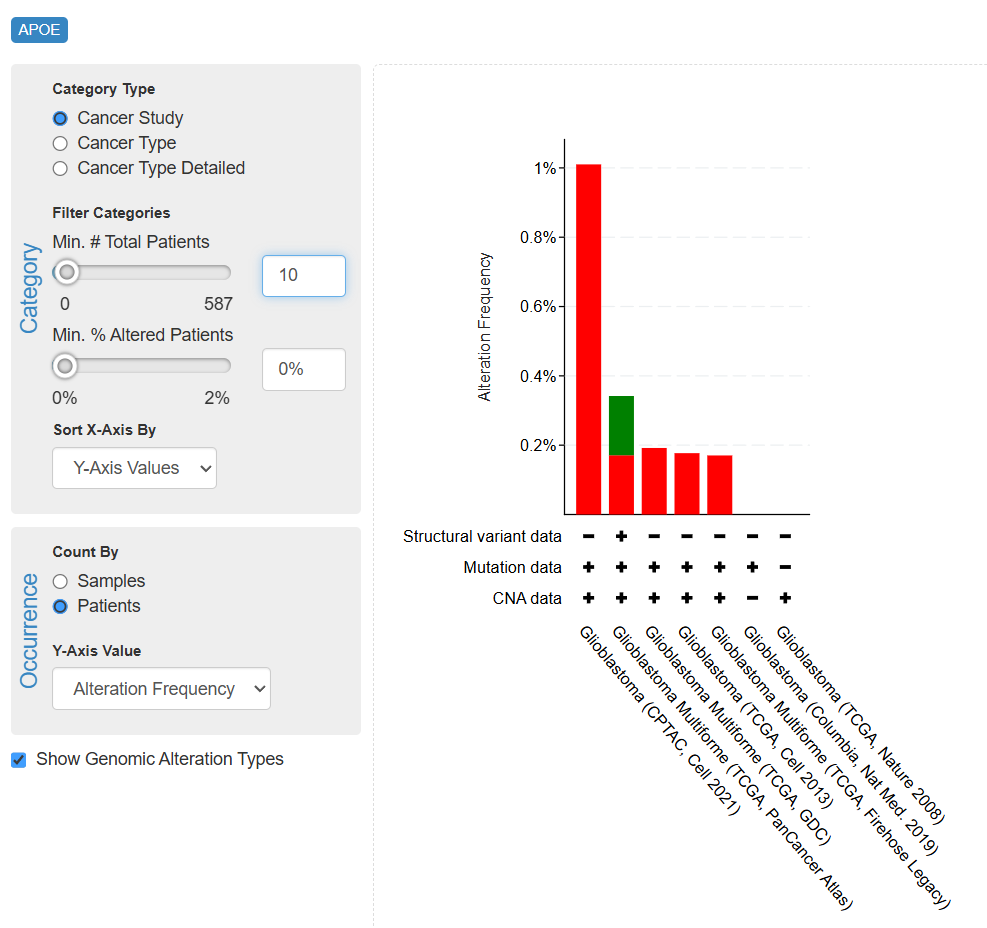 APOE
Category
Category Type
Cancer Study
Cancer Type
Cancer Type Detailed
Filter Categories
Min. # Total Patients
10
0 587
Min. % Altered Patients
0%
0% 2%
Sort X-Axis By
Y-Axis Values
Occurrence
Count By
Samples
Patients
Y-Axis Value
Alteration Frequency
Show Genomic Alteration Types
Alteration Frequency
1%
0.8%
0.6%
0.4%
0.2%
Structural variant data - + - - - - -
Mutation data + + + + + + -
CNA data + + + + + - +
Glioblastoma (CPTAC, Cell 2021)
Glioblastoma Multiforme (TCGA, PanCancer Atlas)
Glioblastoma Multiforme (TCGA, GDC)
Glioblastoma (TCGA, Cell 2013)
Glioblastoma Multiforme (TCGA, Firehose Legacy)
Glioblastoma (Columbia, Nat Med. 2019)
Glioblastoma (TCGA, Nature 2008)